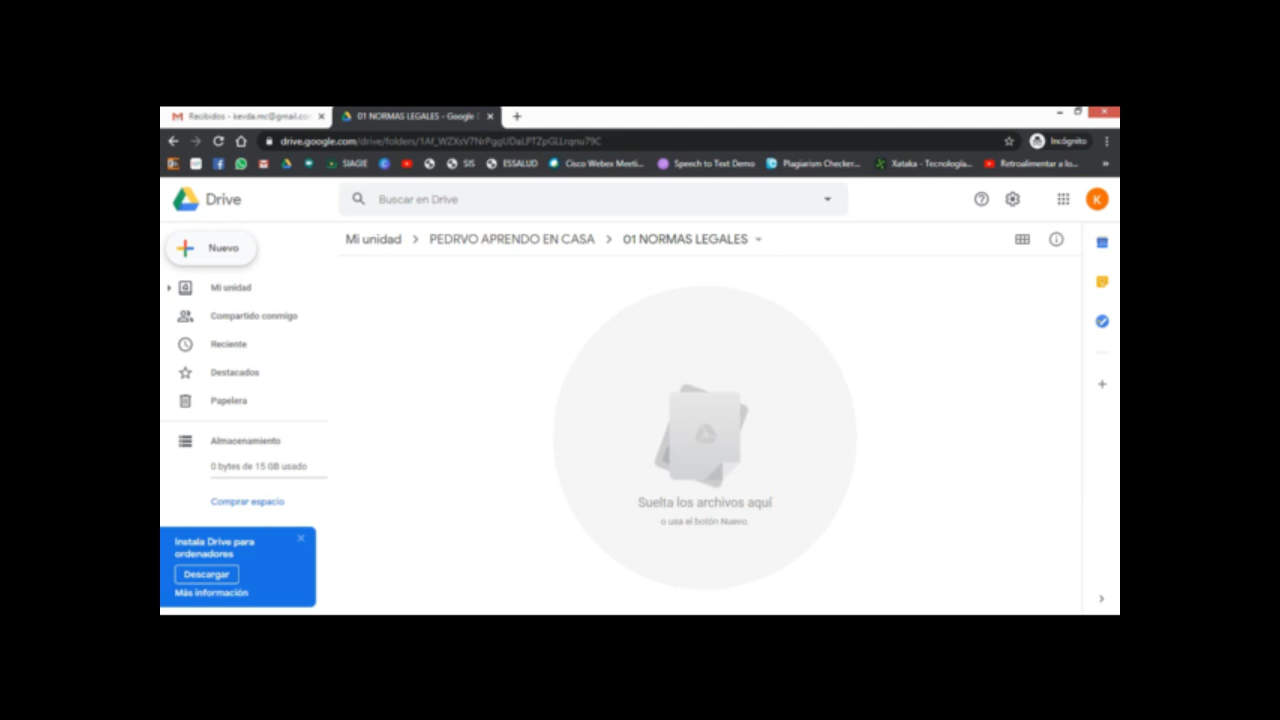 Recibidos - kevda.mc@gmail.co
01 NORMAS LEGALES - Google
drive.google.com/drive/folders/
Incógnito
SIAGIE
SIS
ESSALUD
Cisco Webex Meeti...
Speech to Text Demo
Plagiarism Checker...
Xataka - Tecnología...
Retroalimentar a lo...
Drive
Buscar en Drive
K
Nuevo
Mi unidad > PEDRVO APRENDO EN CASA > 01 NORMAS LEGALES
Mi unidad
Compartido conmigo
Reciente
Destacados
Papelera
Almacenamiento
0 bytes de 15 GB usado
Comprar espacio
Instala Drive para
ordenadores
Descargar
Más información
Suelta los archivos aquí
o usa el botón Nuevo.